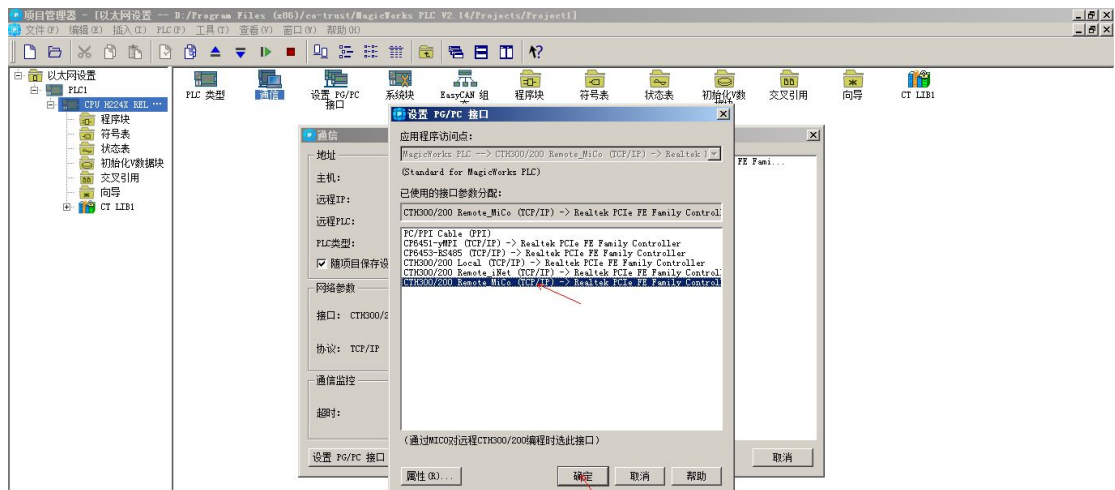 项目管理器 - [以太网设置 -- D:/Program Files (x86)/co-trust/MagicWorks PLC V2.14/Projects/Project1]
文件(F) 编辑(E) 插入(I) PLC(P) 工具(T) 查看(V) 窗口(W) 帮助(H)
以太网设置
PLC1
CPU H224X REL ...
程序块
符号表
状态表
初始化V数据块
交叉引用
向导
CT LIB1
PLC 类型
通信
设置 PG/PC 接口
系统块
EasyCAN 组
程序块
符号表
状态表
初始化V数
交叉引用
向导
CT LIB1
通信
地址
主机:
远程IP:
远程PLC:
PLC类型:
随项目保存设
网络参数
接口: CTH300/2
协议: TCP/IP
通信监控
超时:
设置 PG/PC 接口
FE Fami...
取消
设置 PG/PC 接口
应用程序访问点:
MagicWorks PLC --> CTH300/200 Remote_MiCo (TCP/IP) -> Realtek
(Standard for MagicWorks PLC)
已使用的接口参数分配:
CTH300/200 Remote_MiCo (TCP/IP) -> Realtek PCIe FE Family Control
PC/PPI Cable (PPI)
CP6451-yMPI (TCP/IP) -> Realtek PCIe FE Family Controller
CP6453-RS485 (TCP/IP) -> Realtek PCIe FE Family Controller
CTH300/200 Local (TCP/IP) -> Realtek PCIe FE Family Controller
CTH300/200 Remote_iNet (TCP/IP) -> Realtek PCIe FE Family Control
CTH300/200 Remote_MiCo (TCP/IP) -> Realtek PCIe FE Family Control
(通过MICO对远程CTH300/200编程时选此接口)
属性(R)...
确定
取消
帮助